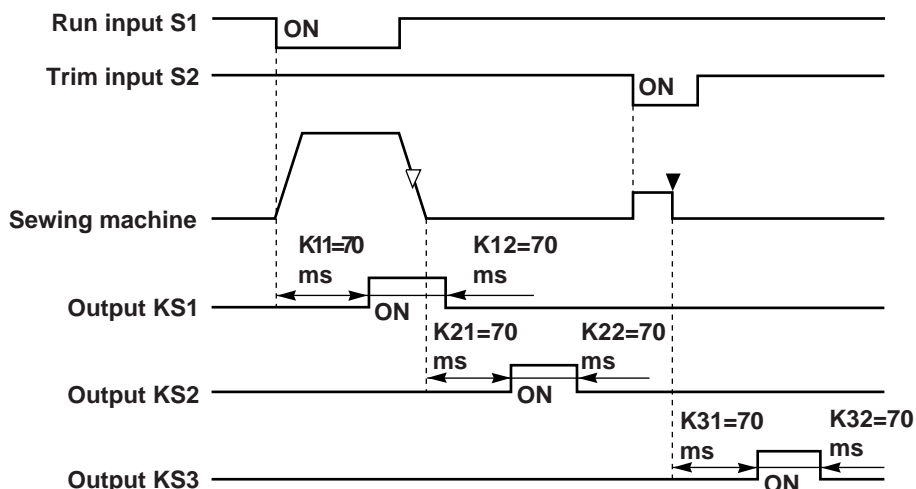 Run input S1
ON
Trim input S2
ON
Sewing machine
K11=70
ms
K12=70
ms
Output KS1
ON
K21=70
ms
K22=70
ms
Output KS2
ON
K31=70
ms
K32=70
ms
Output KS3
ON